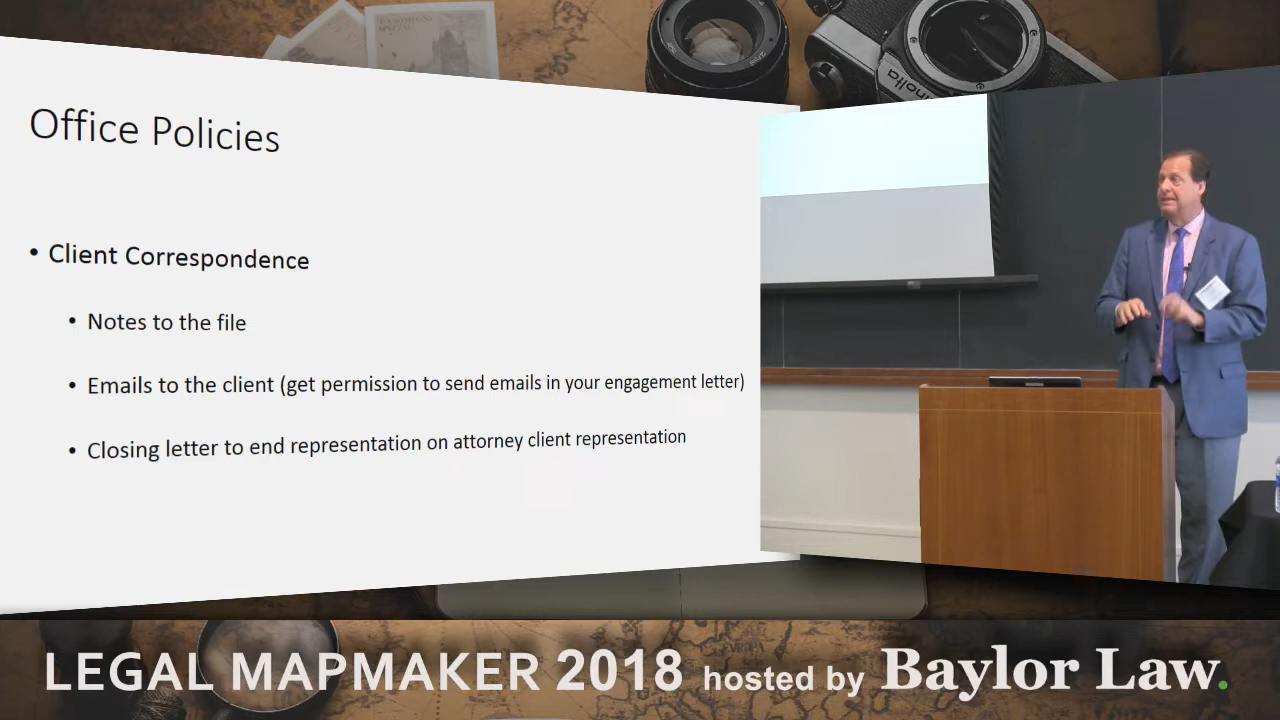 Office Policies
• Client Correspondence
• Notes to the file
• Emails to the client (get permission to send emails in your engagement letter)
• Closing letter to end representation on attorney client representation
LEGAL MAPMAKER 2018 hosted by Baylor Law.